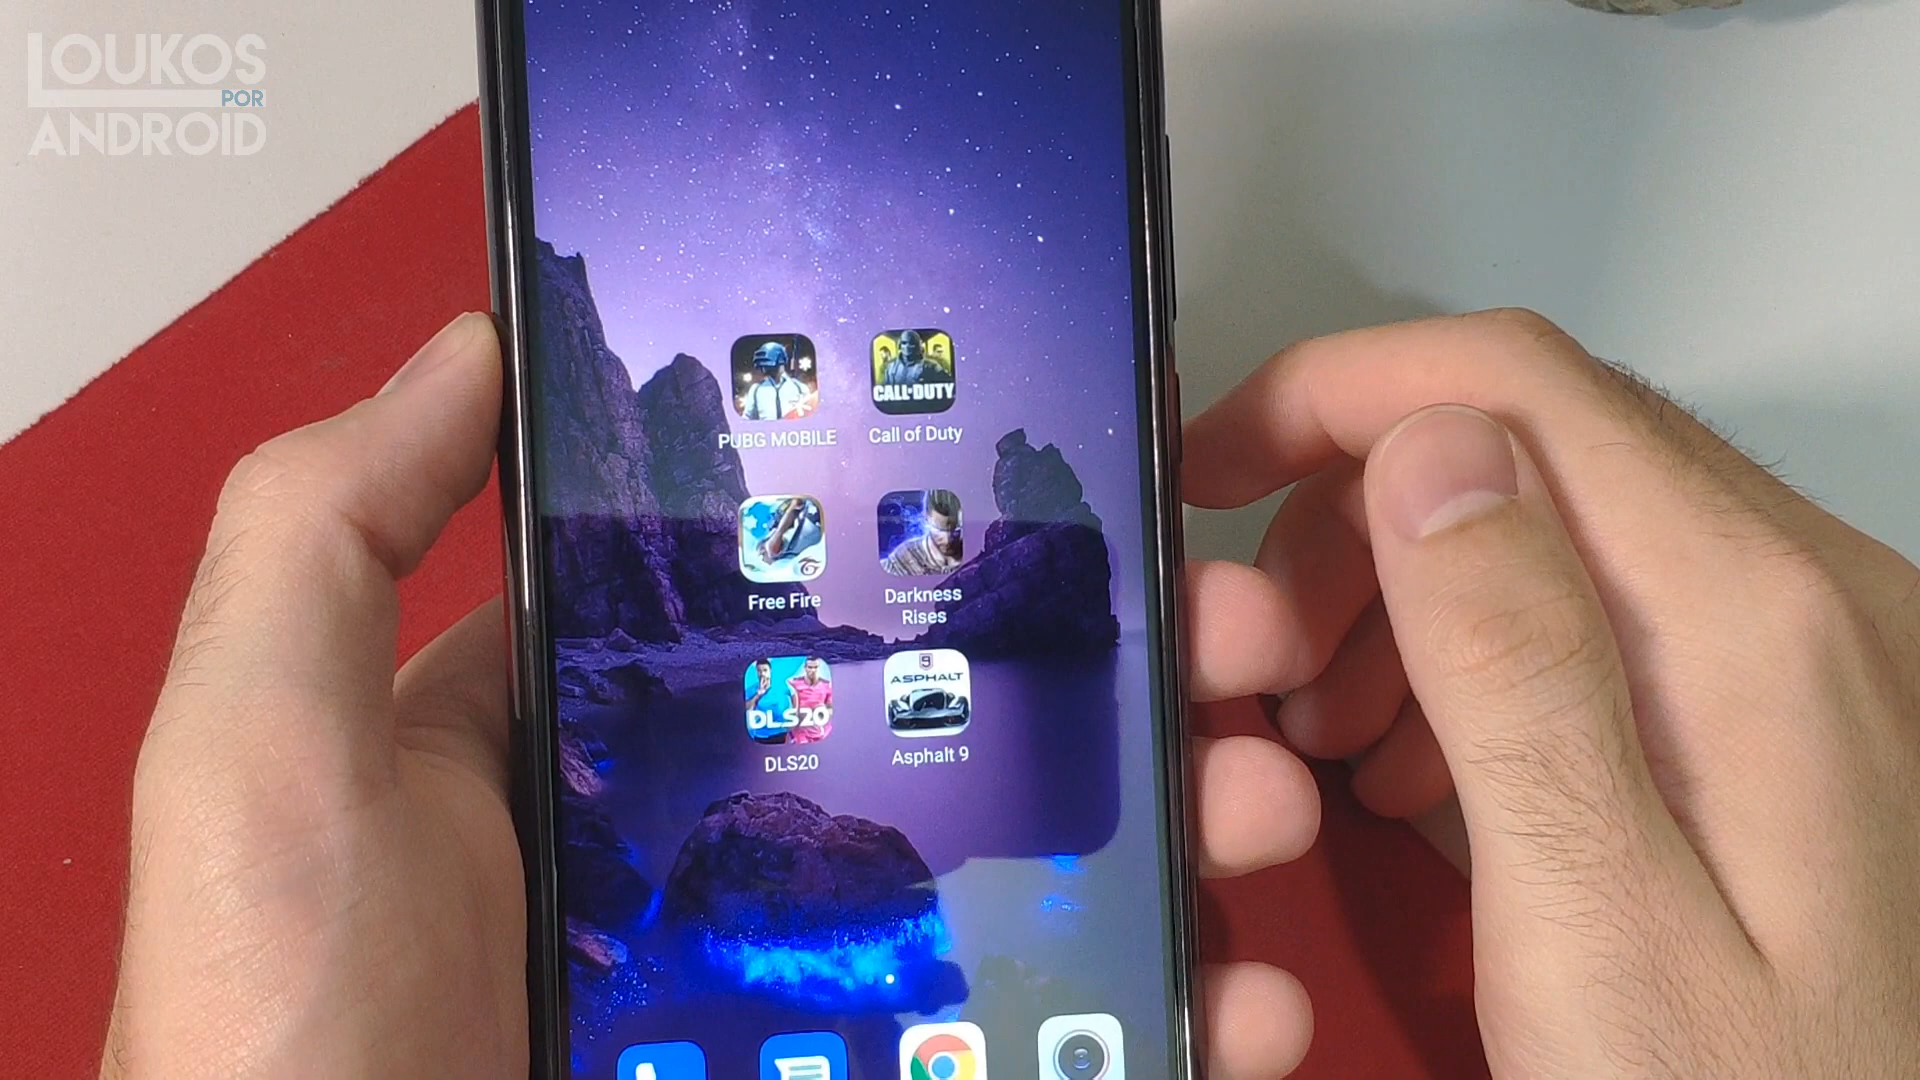 LOUKOS
POR
ANDROID
CALL OF DUTY
PUBG MOBILE
Call of Duty
Free Fire
Darkness
Rises
9
ASPHALT
DLS20
DLS20
Asphalt 9